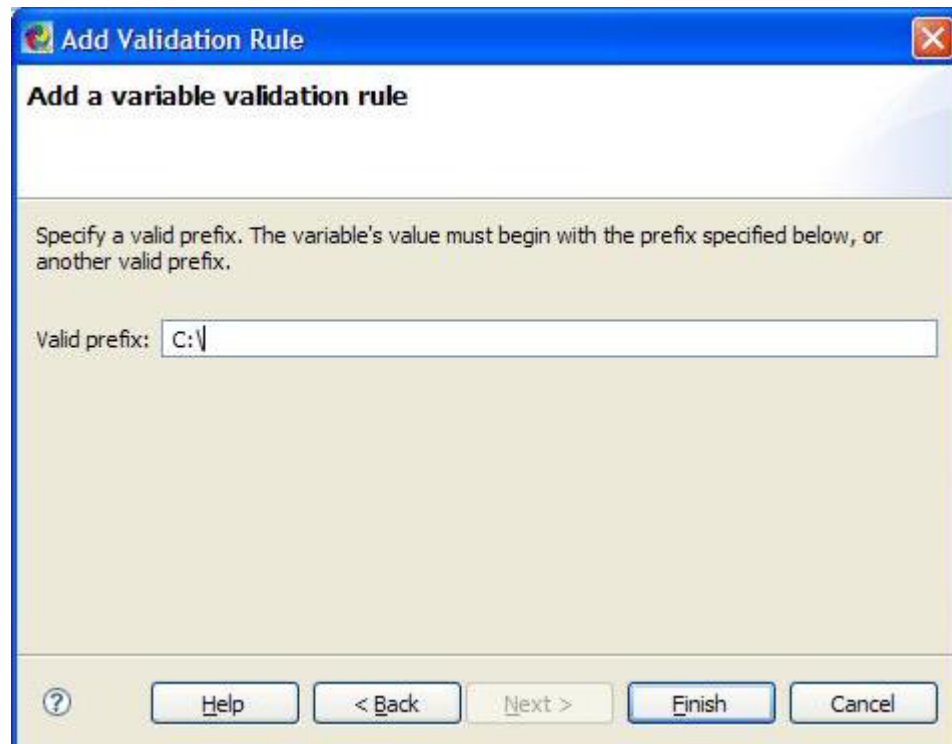 Add Validation Rule
Add a variable validation rule
Specify a valid prefix. The variable's value must begin with the prefix specified below, or
another valid prefix.
Valid prefix: C:\
? Help < Back Next > Finish Cancel